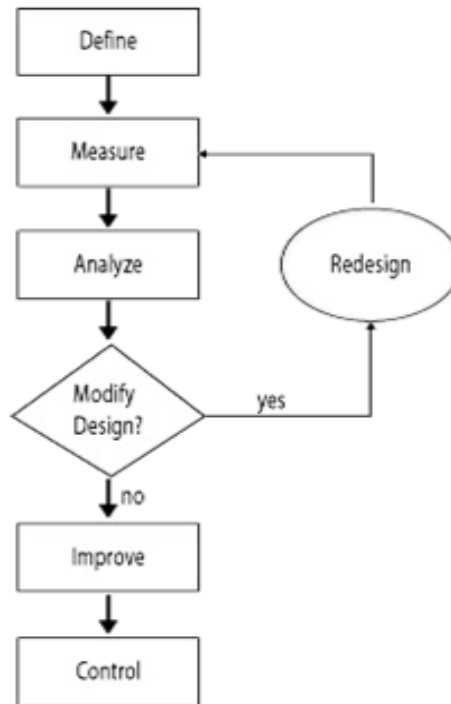 Define
Measure
Analyze
Redesign
Modify
Design?
yes
no
Improve
Control